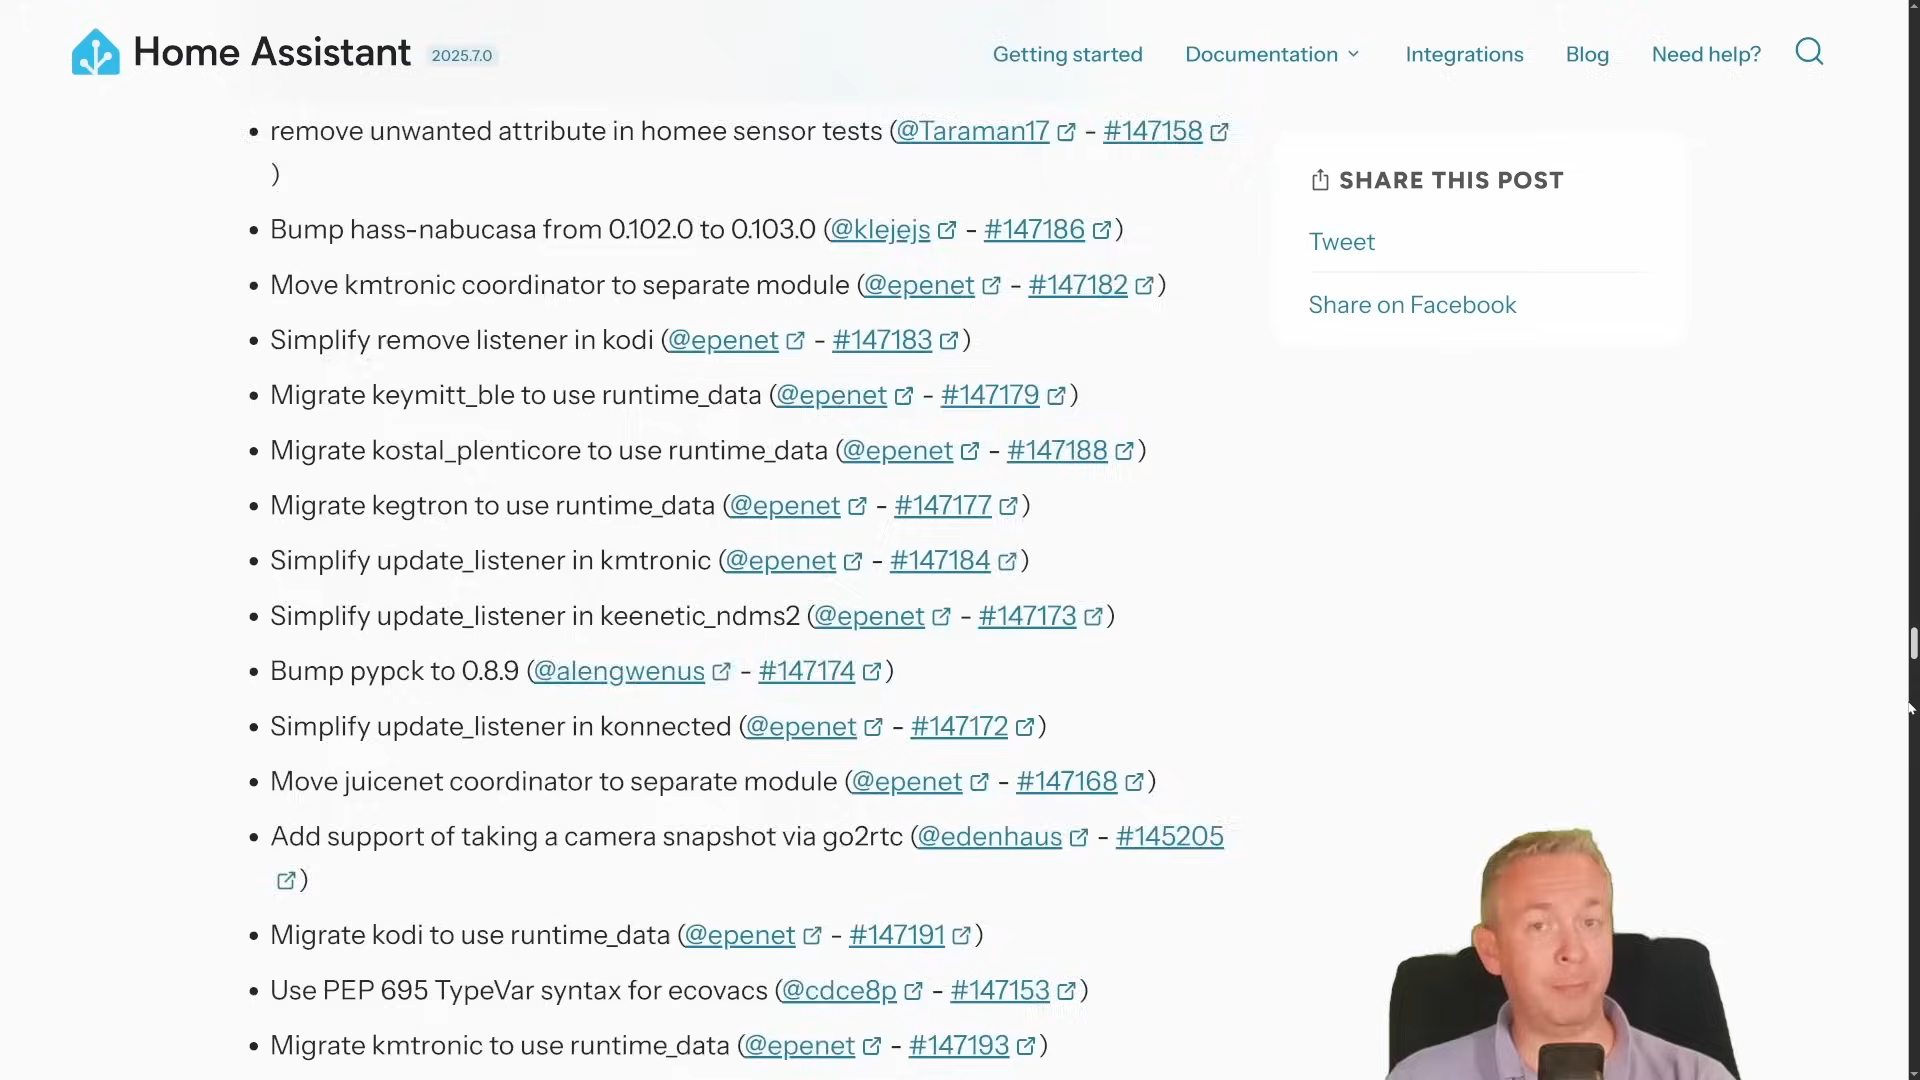 Home Assistant 2025.7.0 Getting started Documentation Integrations Blog Need help?
remove unwanted attribute in homee sensor tests (@Taraman17 - #147158
)
Bump hass-nabucasa from 0.102.0 to 0.103.0 (@klejejs - #147186)
Move kmtronic coordinator to separate module (@epenet - #147182)
Simplify remove listener in kodi (@epenet - #147183)
Migrate keymitt_ble to use runtime_data (@epenet - #147179)
Migrate kostal_plenticore to use runtime_data (@epenet - #147188)
Migrate kegtron to use runtime_data (@epenet - #147177)
Simplify update_listener in kmtronic (@epenet - #147184)
Simplify update_listener in keenetic_ndms2 (@epenet - #147173)
Bump pypck to 0.8.9 (@alengwenus - #147174)
Simplify update_listener in konnected (@epenet - #147172)
Move juicenet coordinator to separate module (@epenet - #147168)
Add support of taking a camera snapshot via go2rtc (@edenhaus - #145205
)
Migrate kodi to use runtime_data (@epenet - #147191)
Use PEP 695 TypeVar syntax for ecovacs (@cdce8p - #147153)
Migrate kmtronic to use runtime_data (@epenet - #147193)
SHARE THIS POST
Tweet
Share on Facebook